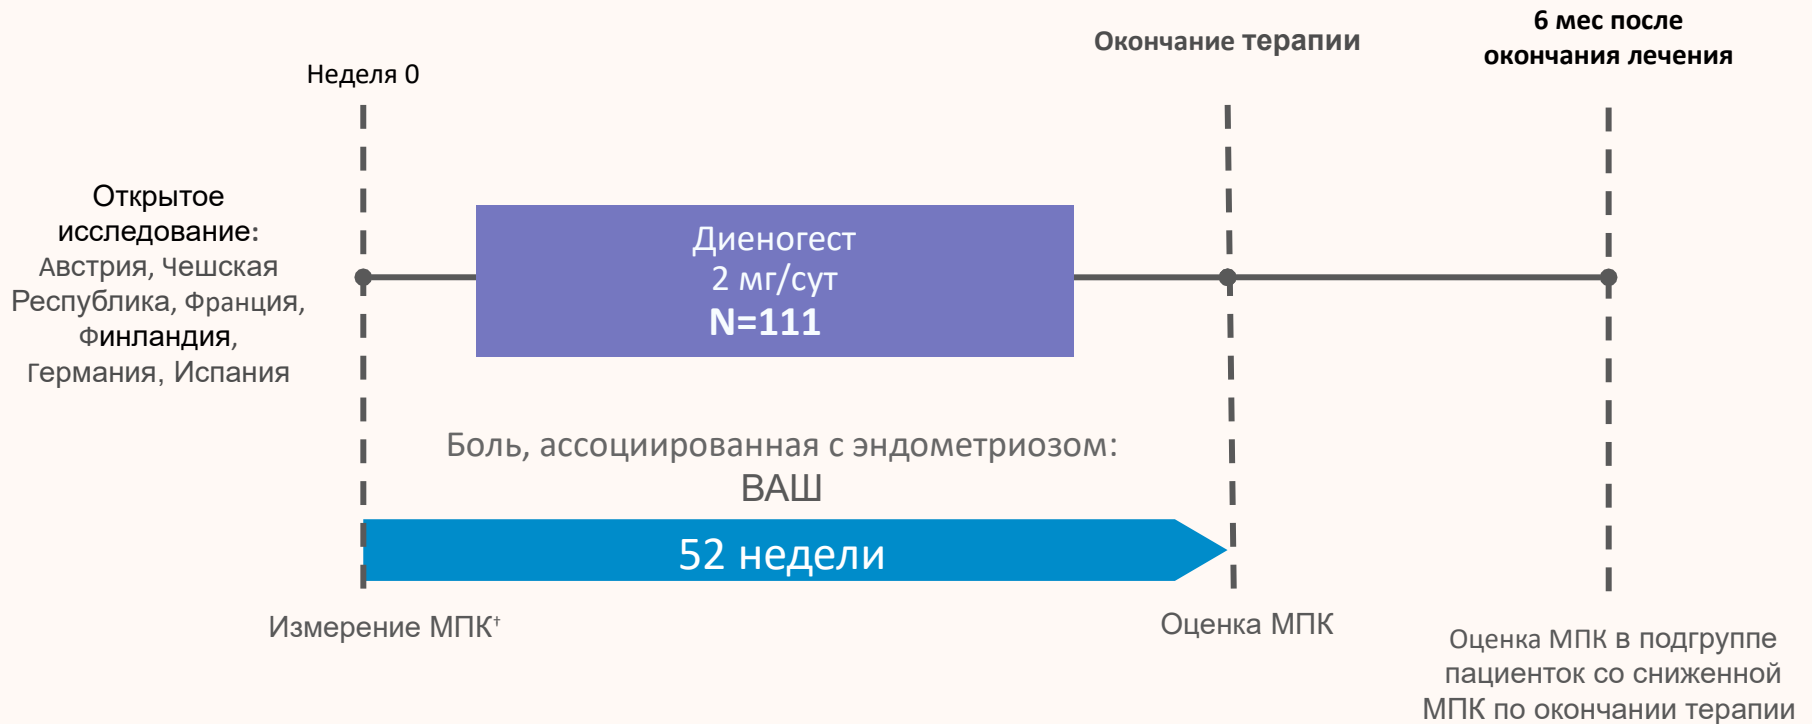 Неделя 0
Окончание терапии
6 мес после
окончания лечения
Открытое
исследование:
Австрия, Чешская
Республика, Франция,
Финландия,
Германия, Испания
Диеногест
2 мг/сут
N=111
Боль, ассоциированная с эндометриозом:
ВАШ
52 недели
Измерение МПК†
Оценка МПК
Оценка МПК в подгруппе
пациенток со сниженной
МПК по окончании терапии